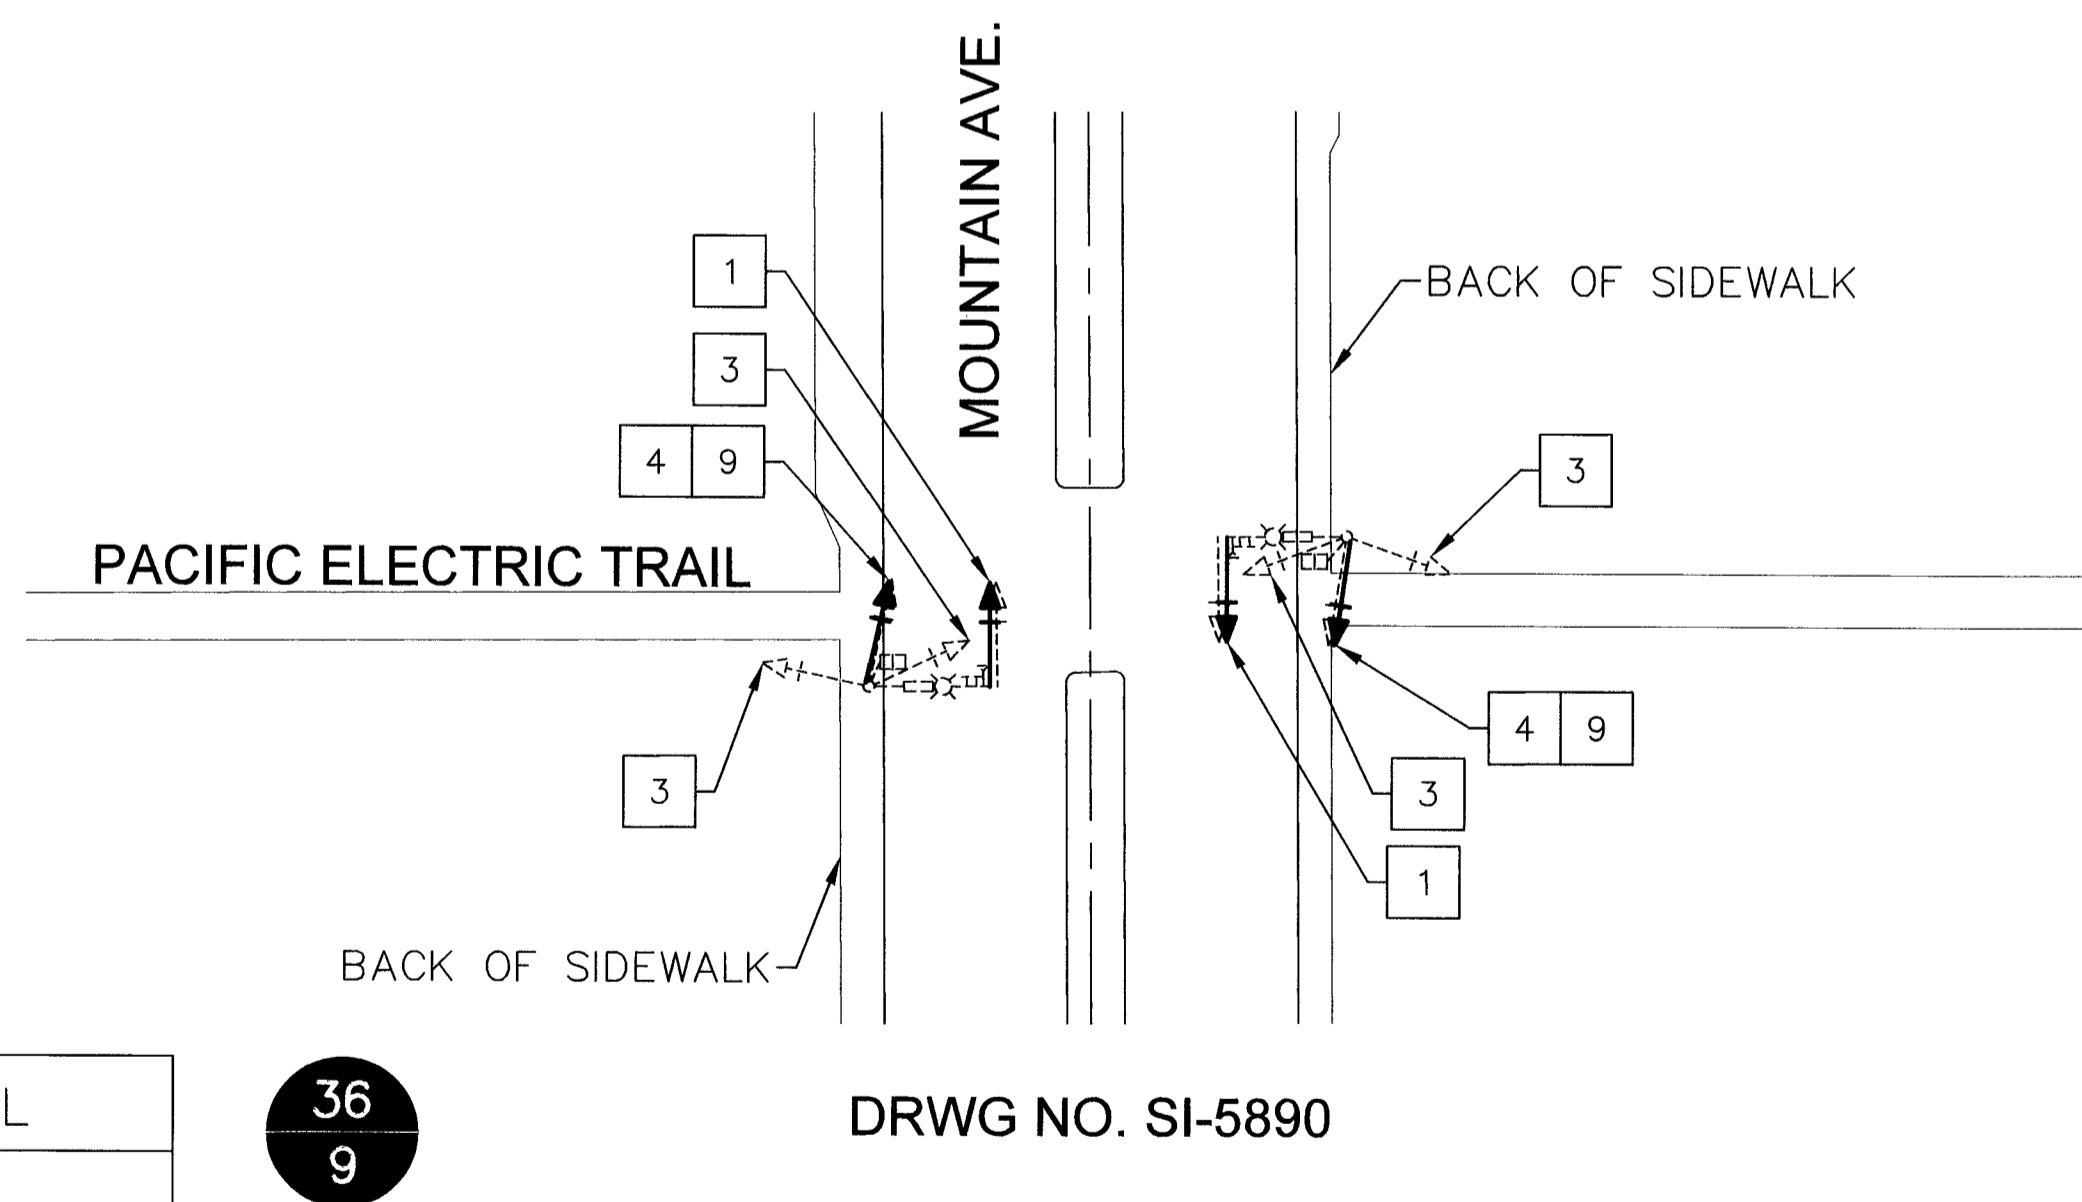 MOUNTAIN AVE.
1
BACK OF SIDEWALK
3
4 9
3
PACIFIC ELECTRIC TRAIL
4 9
3
3
1
BACK OF SIDEWALK
L
36
9
DRWG NO. SI-5890